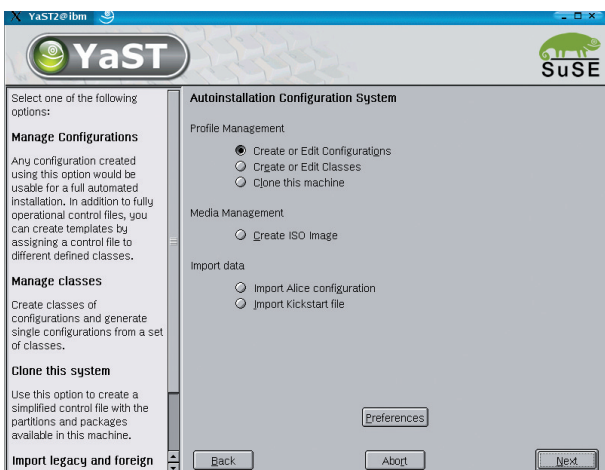 YaST2@ibm
YaST
SuSE
Select one of the following
options:
Manage Configurations
Any configuration created
using this option would be
usable for a full automated
installation. In addition to fully
operational control files, you
can create templates by
assigning a control file to
different defined classes.
Manage classes
Create classes of
configurations and generate
single configurations from a set
of classes.
Clone this system
Use this option to create a
simplified control file with the
partitions and packages
available in this machine.
Import legacy and foreign
Autoinstallation Configuration System
Profile Management
Create or Edit Configurations
Create or Edit Classes
Clone this machine
Media Management
Create ISO Image
Import data
Import Alice configuration
Import Kickstart file
Preferences
Back
Abort
Next